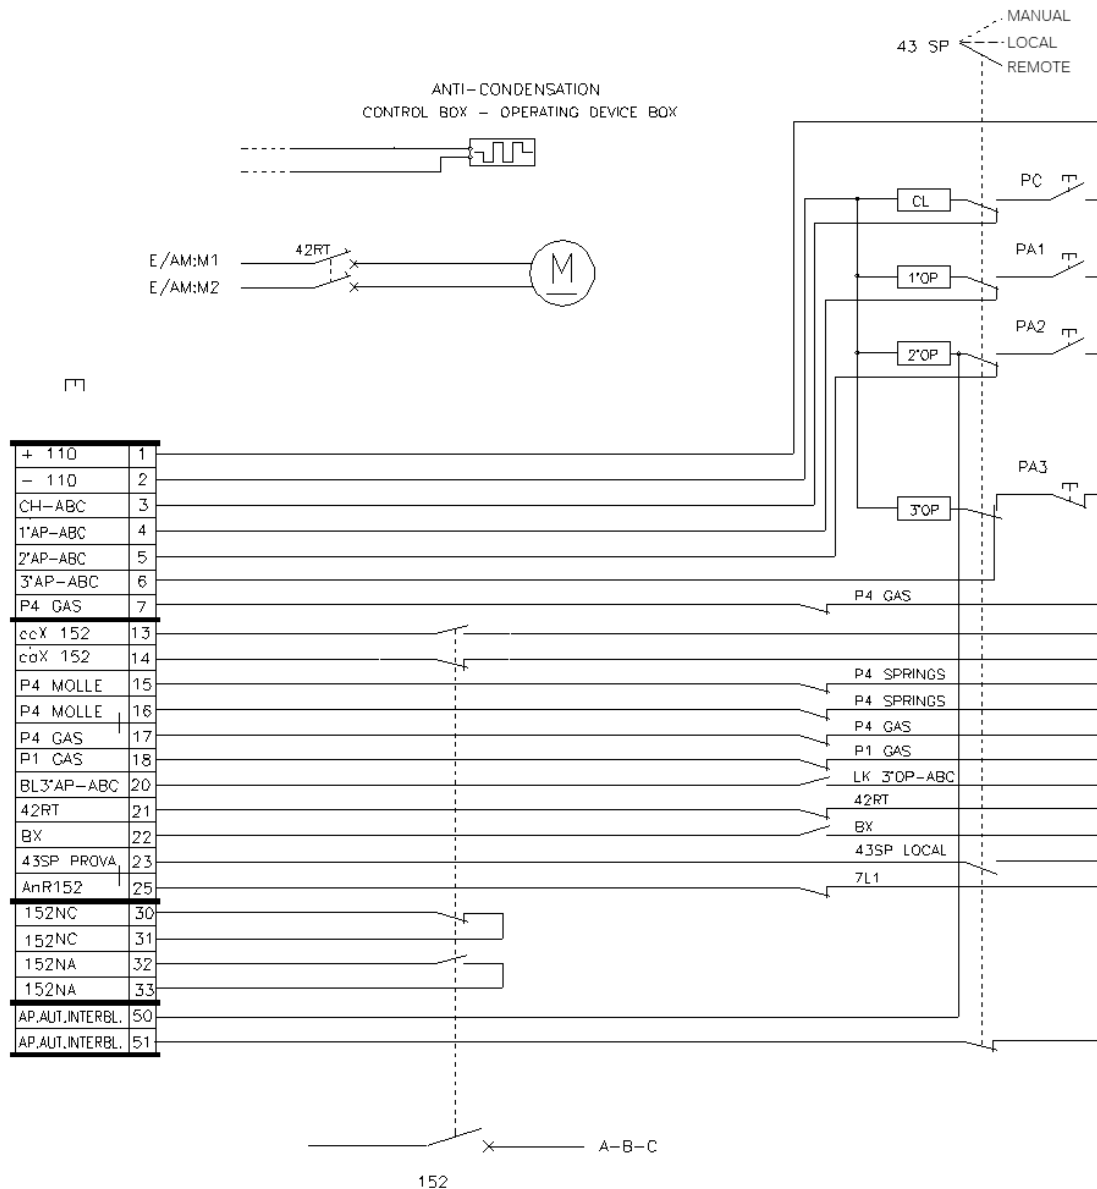 MANUAL
43 SP
LOCAL
REMOTE
ANTI-CONDENSATION
CONTROL BOX - OPERATING DEVICE BOX
PC
CL
E/AM:M1
42RT
M
PA1
E/AM:M2
1°OP
PA2
2°OP
E
PA3
3°OP
+ 110 1
- 110 2
CH-ABC 3
1°AP-ABC 4
2°AP-ABC 5
3°AP-ABC 6
P4 GAS 7 P4 GAS
ccX 152 13
caX 152 14
P4 MOLLE 15 P4 SPRINGS
P4 MOLLE 16 P4 SPRINGS
P4 GAS 17 P4 GAS
P1 GAS 18 P1 GAS
BL3°AP-ABC 20 LK 3°OP-ABC
42RT 21 42RT
BX 22 BX
43SP PROVA 23 43SP LOCAL
AnR152 25 7L1
152NC 30
152NC 31
152NA 32
152NA 33
AP.AUT.INTERBL. 50
AP.AUT.INTERBL. 51
A-B-C
152